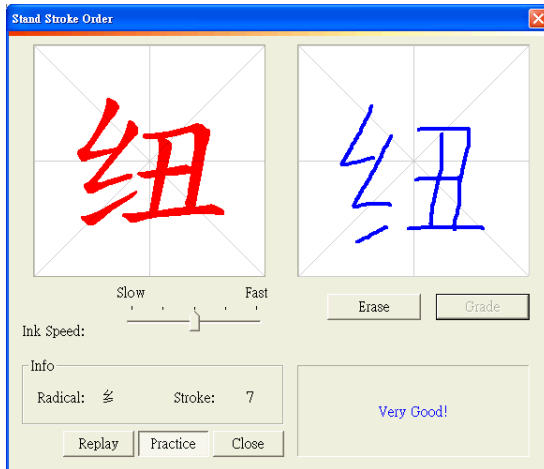 Stand Stroke Order
纽 纽
Slow Fast
Ink Speed:
Erase Grade
Info
Radical: 纟 Stroke: 7
Very Good!
Replay Practice Close